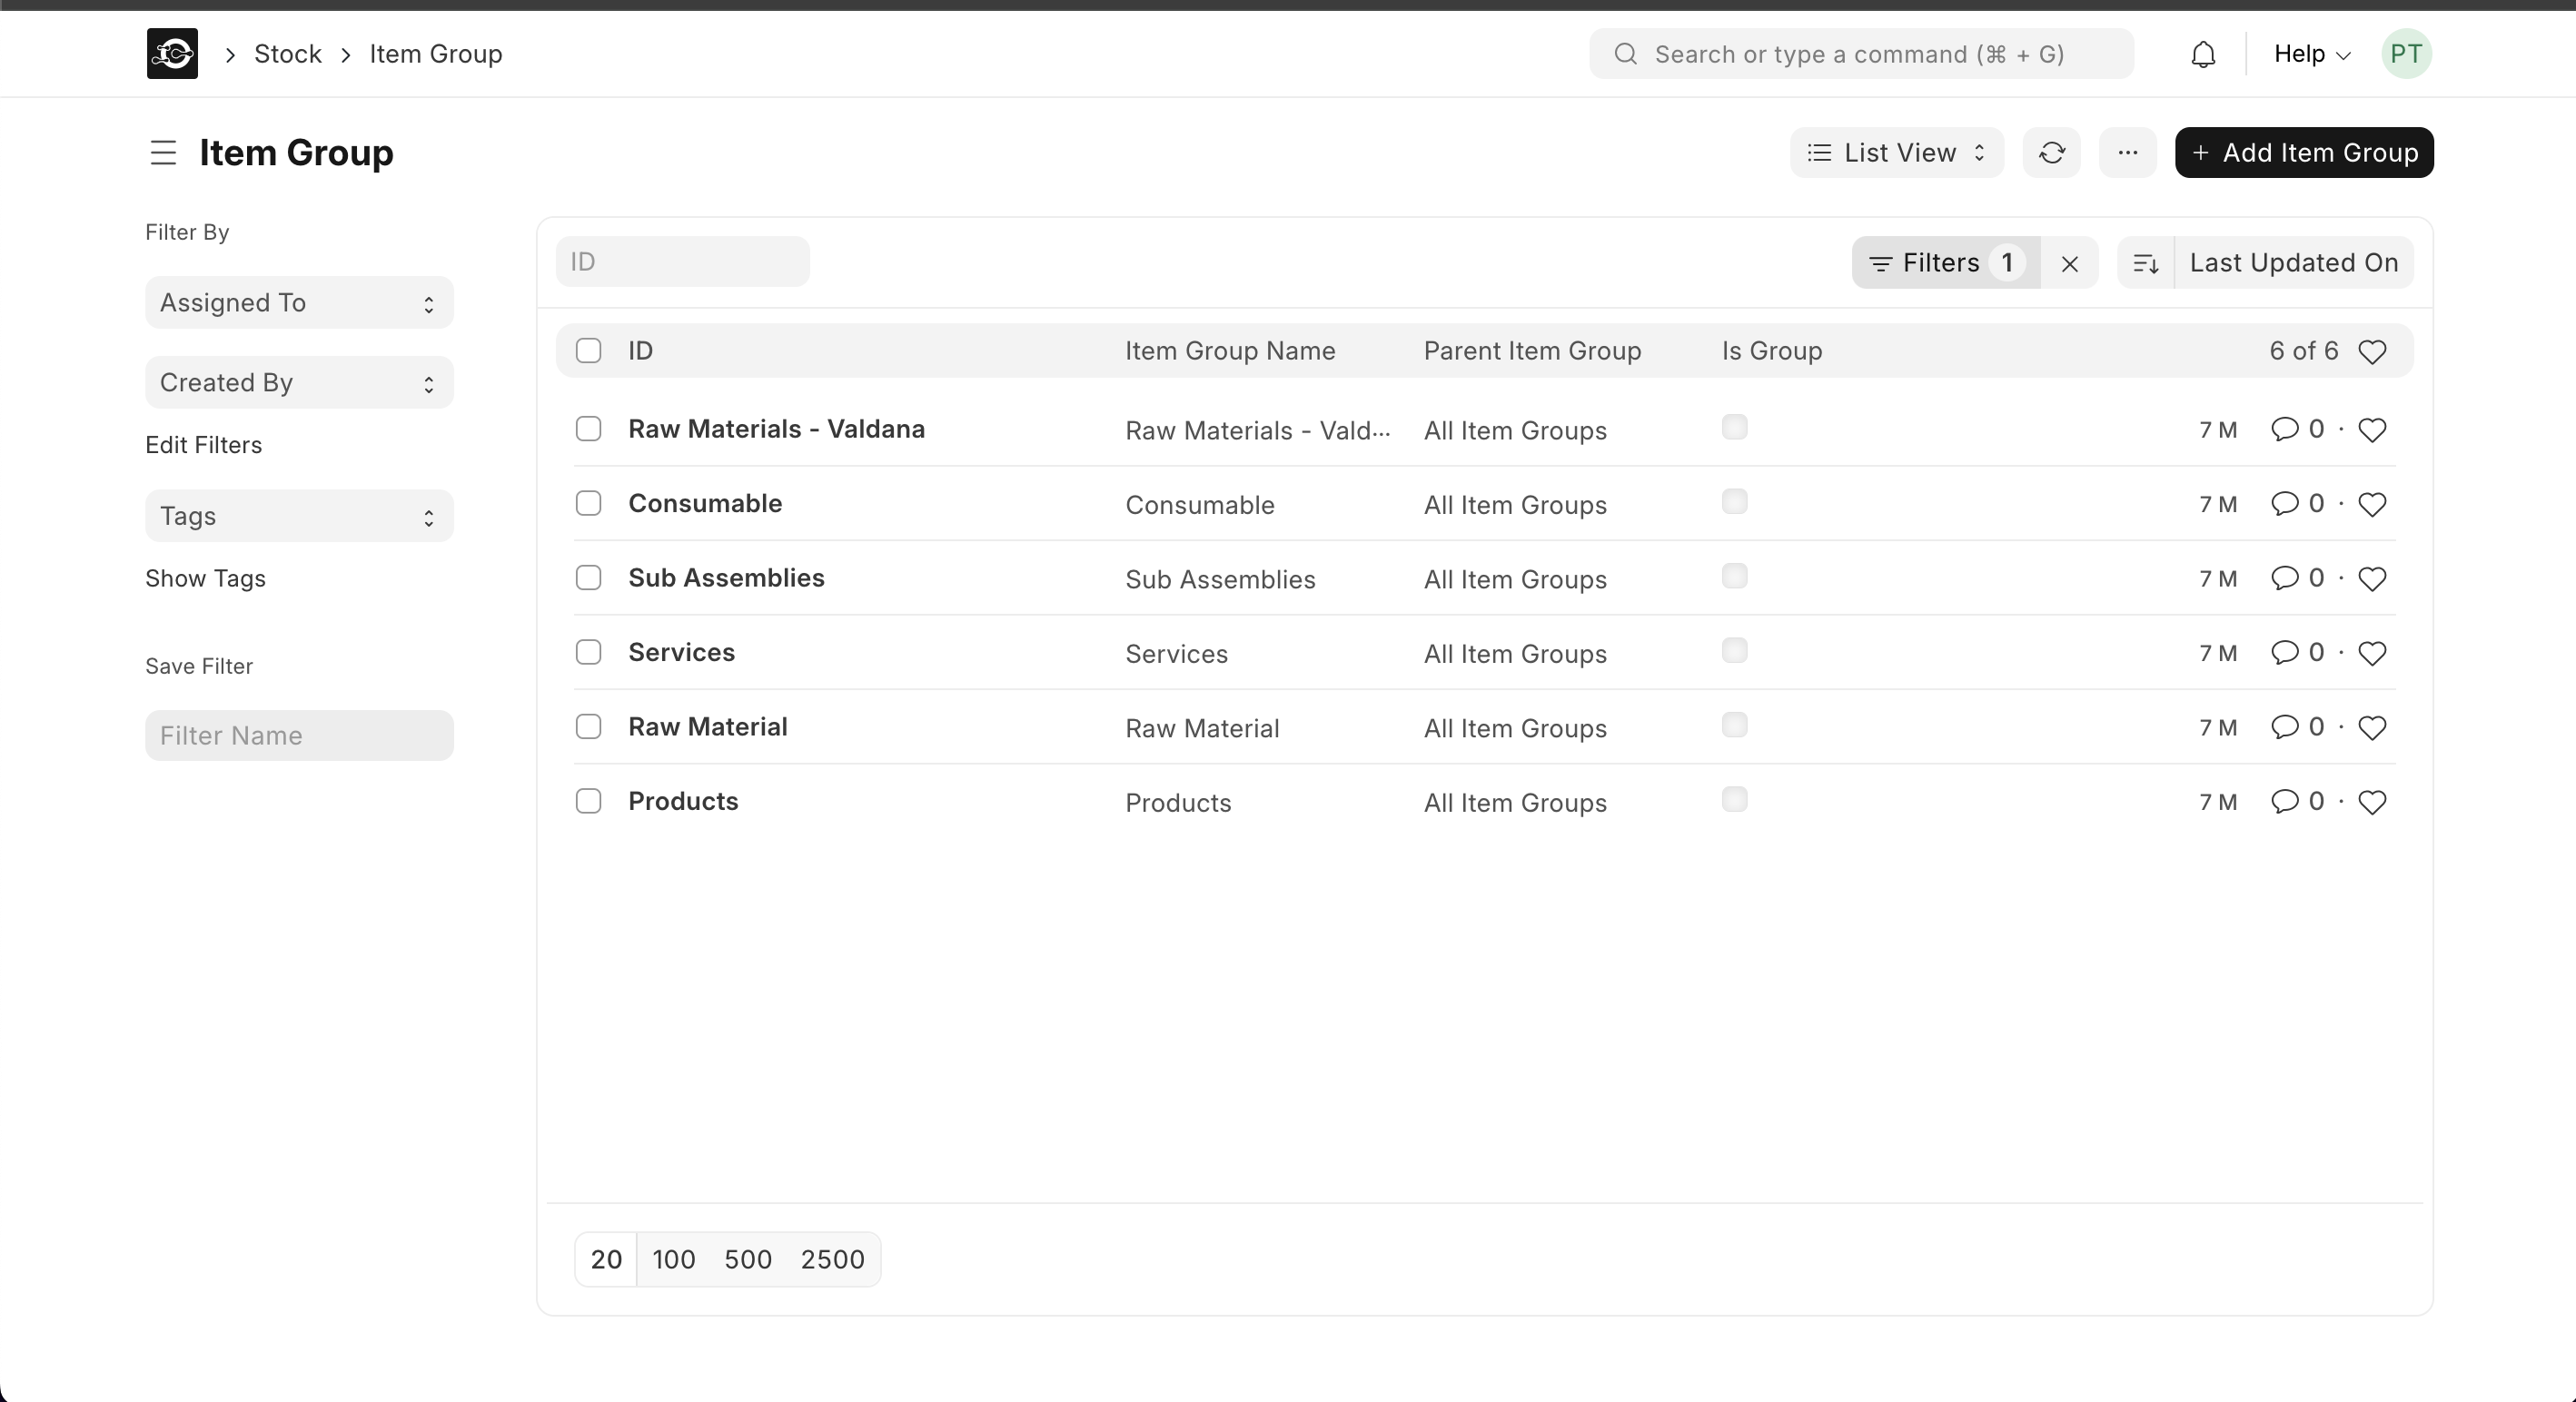 Stock
Item Group
Search or type a command (⌘ + G)
Help
PT
Item Group
List View
Add Item Group
Filter By
Assigned To
Created By
Edit Filters
Tags
Show Tags
Save Filter
Filter Name
ID
Filters 1
Last Updated On
ID Item Group Name Parent Item Group Is Group 6 of 6
Raw Materials - Valdana Raw Materials - Vald... All Item Groups 7 M 0 ·
Consumable Consumable All Item Groups 7 M 0 ·
Sub Assemblies Sub Assemblies All Item Groups 7 M 0 ·
Services Services All Item Groups 7 M 0 ·
Raw Material Raw Material All Item Groups 7 M 0 ·
Products Products All Item Groups 7 M 0 ·
20 100 500 2500